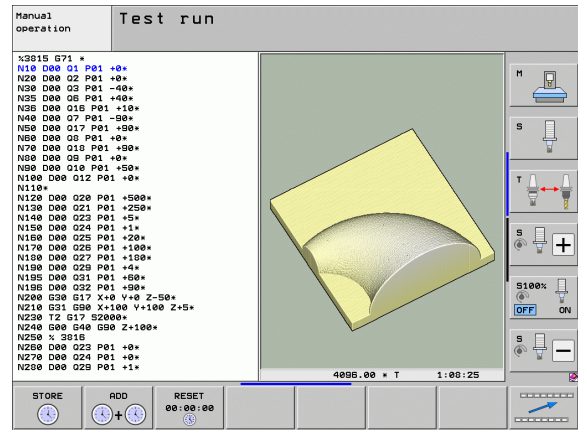 Manual
operation
Test run
%3815 G71 *
N10 D00 Q1 P01 +0*
N20 D00 Q2 P01 +0*
N30 D00 Q3 P01 -40*
N35 D00 Q6 P01 +40*
N36 D00 Q16 P01 +10*
N40 D00 Q7 P01 -90*
N50 D00 Q17 P01 +90*
N60 D00 Q8 P01 +0*
N70 D00 Q18 P01 +90*
N80 D00 Q9 P01 +0*
N90 D00 Q10 P01 +50*
N100 D00 Q12 P01 +0*
N110*
N120 D00 Q20 P01 +500*
N130 D00 Q21 P01 +250*
N140 D00 Q23 P01 +5*
N150 D00 Q24 P01 +1*
N160 D00 Q25 P01 +20*
N170 D00 Q26 P01 +100*
N180 D00 Q27 P01 +180*
N190 D00 Q29 P01 +4*
N195 D00 Q31 P01 +60*
N196 D00 Q32 P01 +90*
N200 G30 G17 X+0 Y+0 Z-50*
N210 G31 G90 X+100 Y+100 Z+5*
N230 T2 G17 S2000*
N240 G00 G40 G90 Z+100*
N250 % 3816
N260 D00 Q23 P01 +0*
N270 D00 Q24 P01 +0*
N280 D00 Q29 P01 +1*
4096.00 * T 1:08:25
M
S
T
S
+
S100%
OFF ON
S
−
STORE
ADD
+
RESET
00:00:00